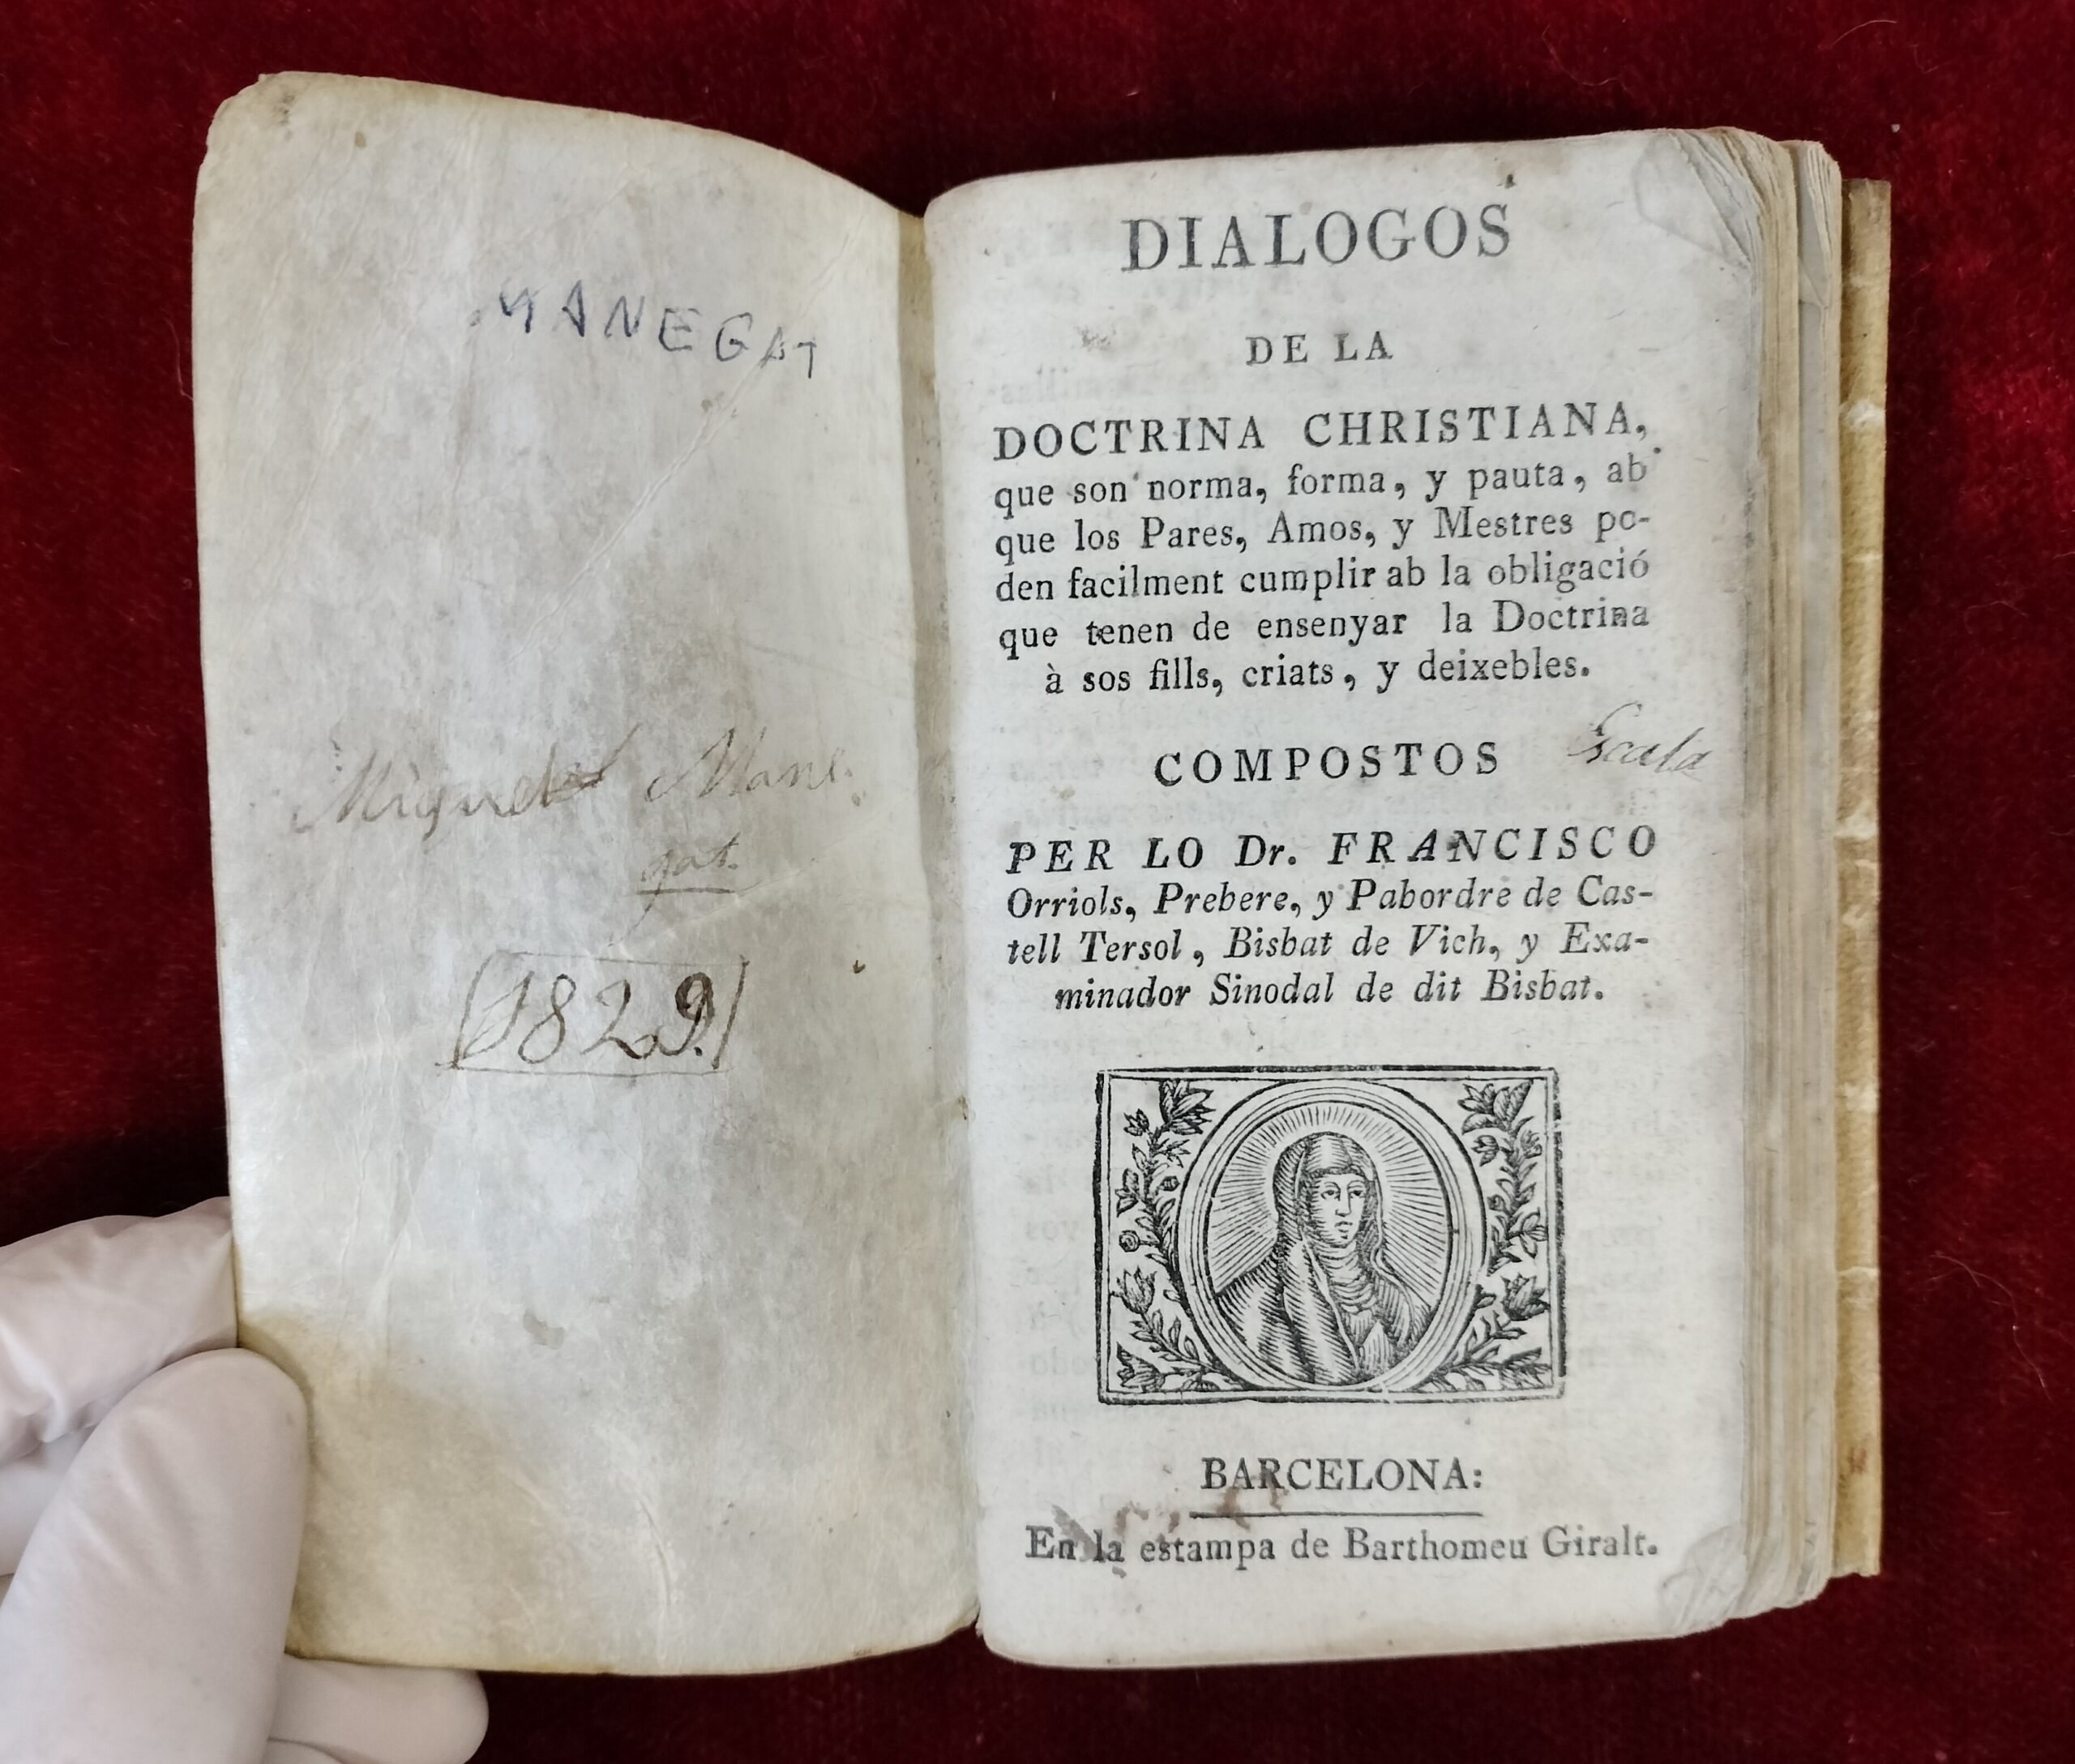 MANEGAT
Miquel Mane-
gat.
1829.
DIALOGOS
DE LA
DOCTRINA CHRISTIANA,
que son norma, forma, y pauta, ab
que los Pares, Amos, y Mestres po-
den facilment cumplir ab la obligació
que tenen de ensenyar la Doctrina
à sos fills, criats, y deixebles.
COMPOSTOS
Escala
PER LO Dr. FRANCISCO
Orriols, Prebere, y Pabordre de Cas-
tell Tersol, Bisbat de Vich, y Exa-
minador Sinodal de dit Bisbat.
BARCELONA:
En la estampa de Barthomeu Giralt.